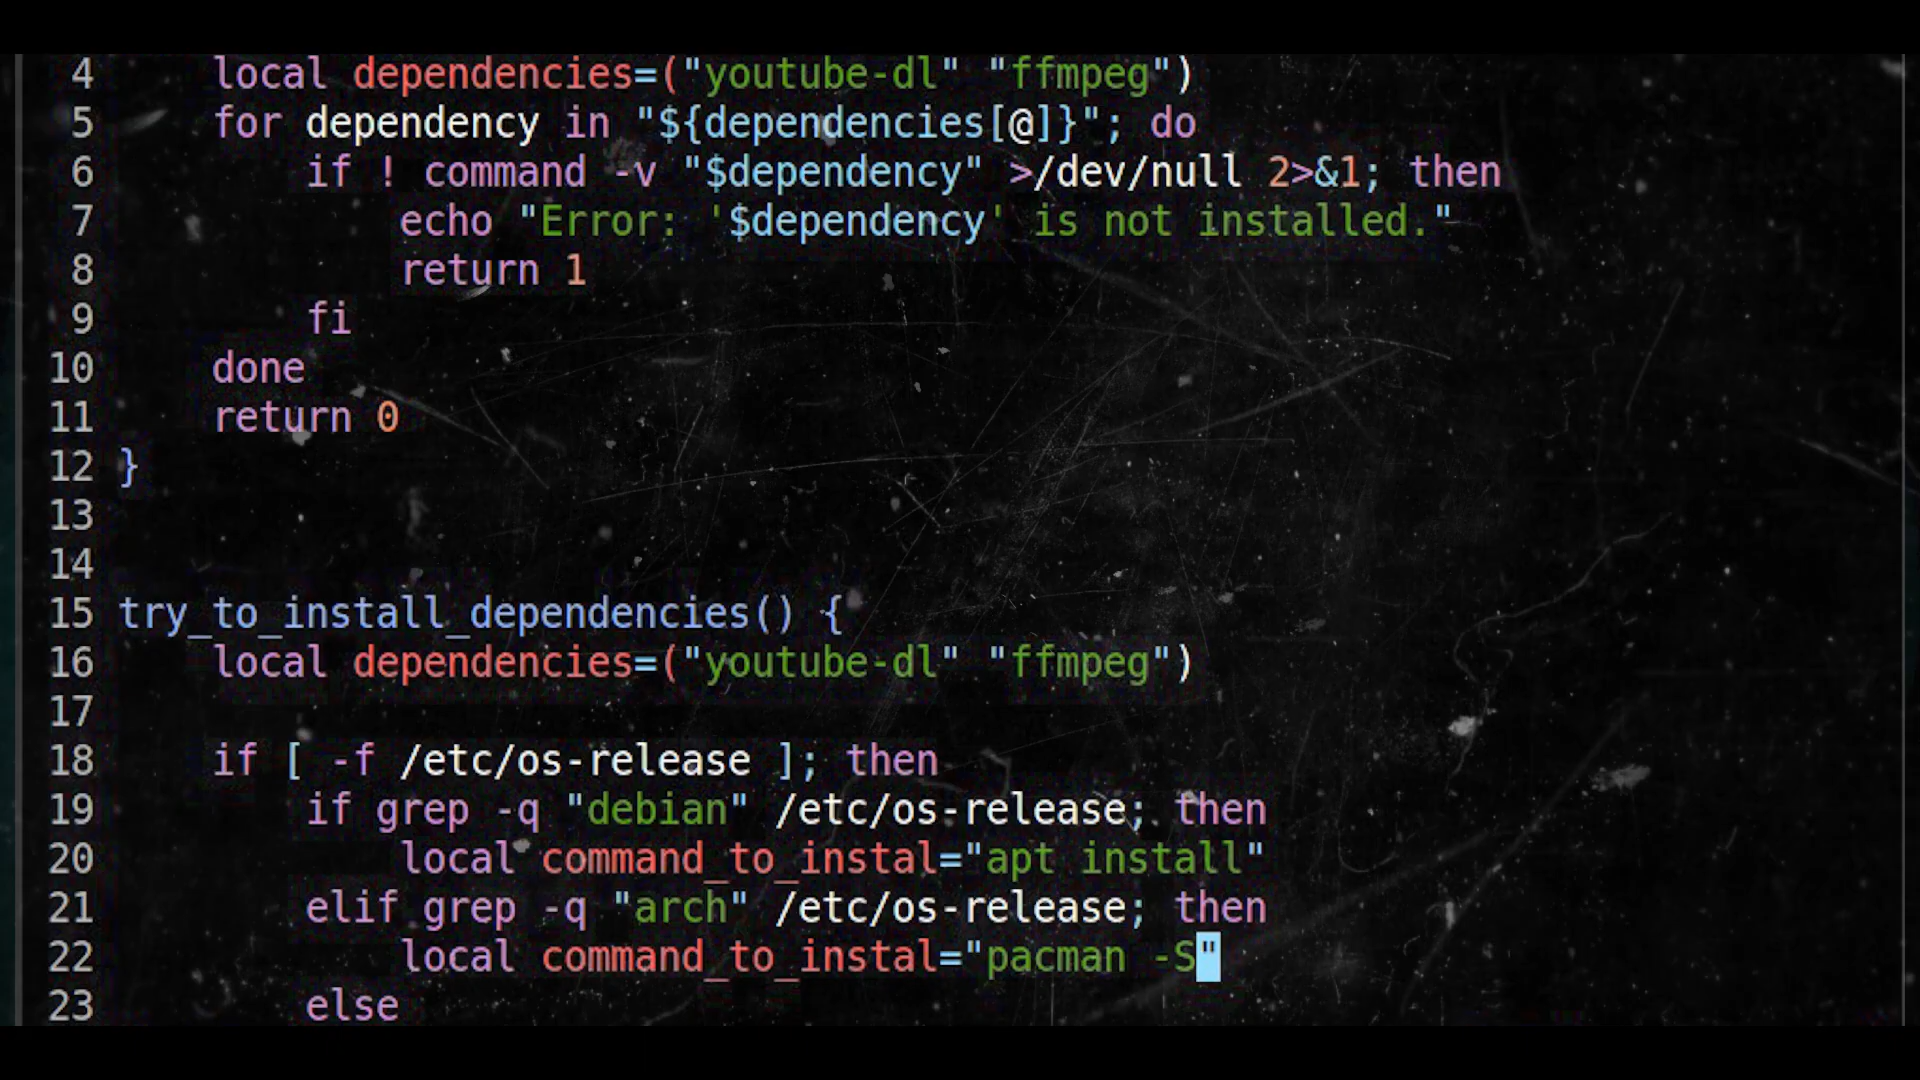 4 local dependencies=("youtube-dl" "ffmpeg")
5 for dependency in "${dependencies[@]}"; do
6 if ! command -v "$dependency" >/dev/null 2>&1; then
7 echo "Error: '$dependency' is not installed."
8 return 1
9 fi
10 done
11 return 0
12 }
13
14
15 try_to_install_dependencies() {
16 local dependencies=("youtube-dl" "ffmpeg")
17
18 if [ -f /etc/os-release ]; then
19 if grep -q "debian" /etc/os-release; then
20 local command_to_instal="apt install"
21 elif grep -q "arch" /etc/os-release; then
22 local command_to_instal="pacman -S"
23 else